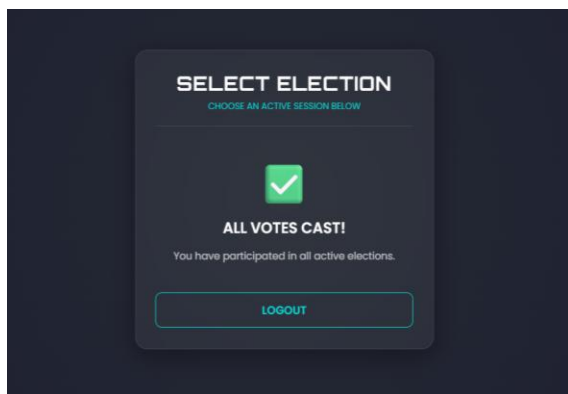 SELECT ELECTION
CHOOSE AN ACTIVE SESSION BELOW
ALL VOTES CAST!
You have participated in all active elections.
LOGOUT